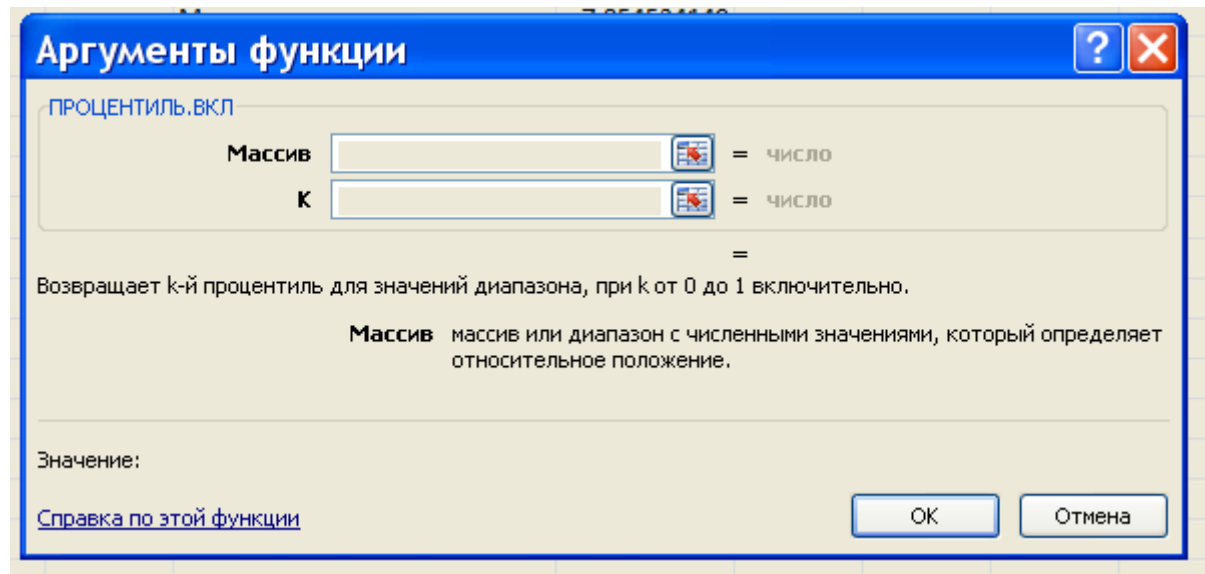 Аргументы функции
ПРОЦЕНТИЛЬ.ВКЛ
Массив = число
K = число
=
Возвращает k-й процентиль для значений диапазона, при k от 0 до 1 включительно.
Массив массив или диапазон с численными значениями, который определяет
относительное положение.
Значение:
Справка по этой функции
ОК Отмена